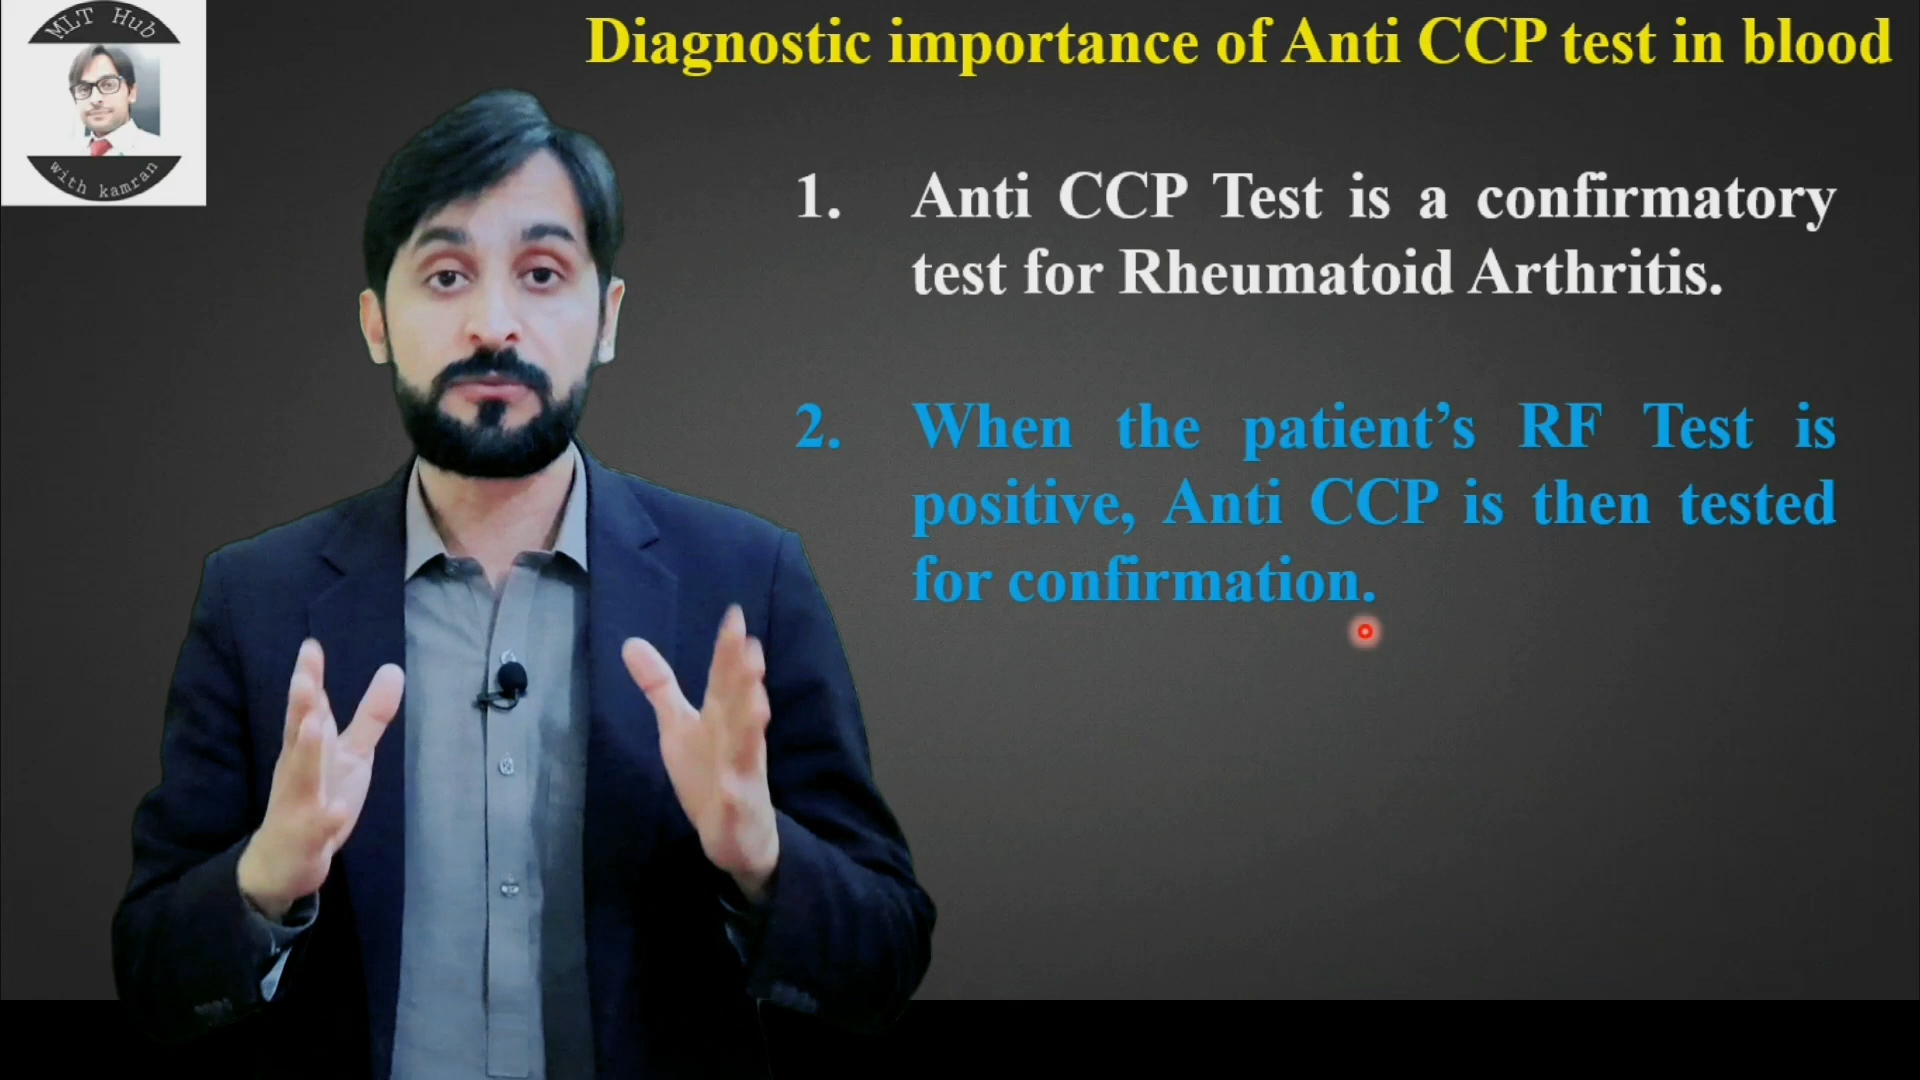 MLT Hub
with kamran
Diagnostic importance of Anti CCP test in blood
1. Anti CCP Test is a confirmatory
test for Rheumatoid Arthritis.
2. When the patient’s RF Test is
positive, Anti CCP is then tested
for confirmation.